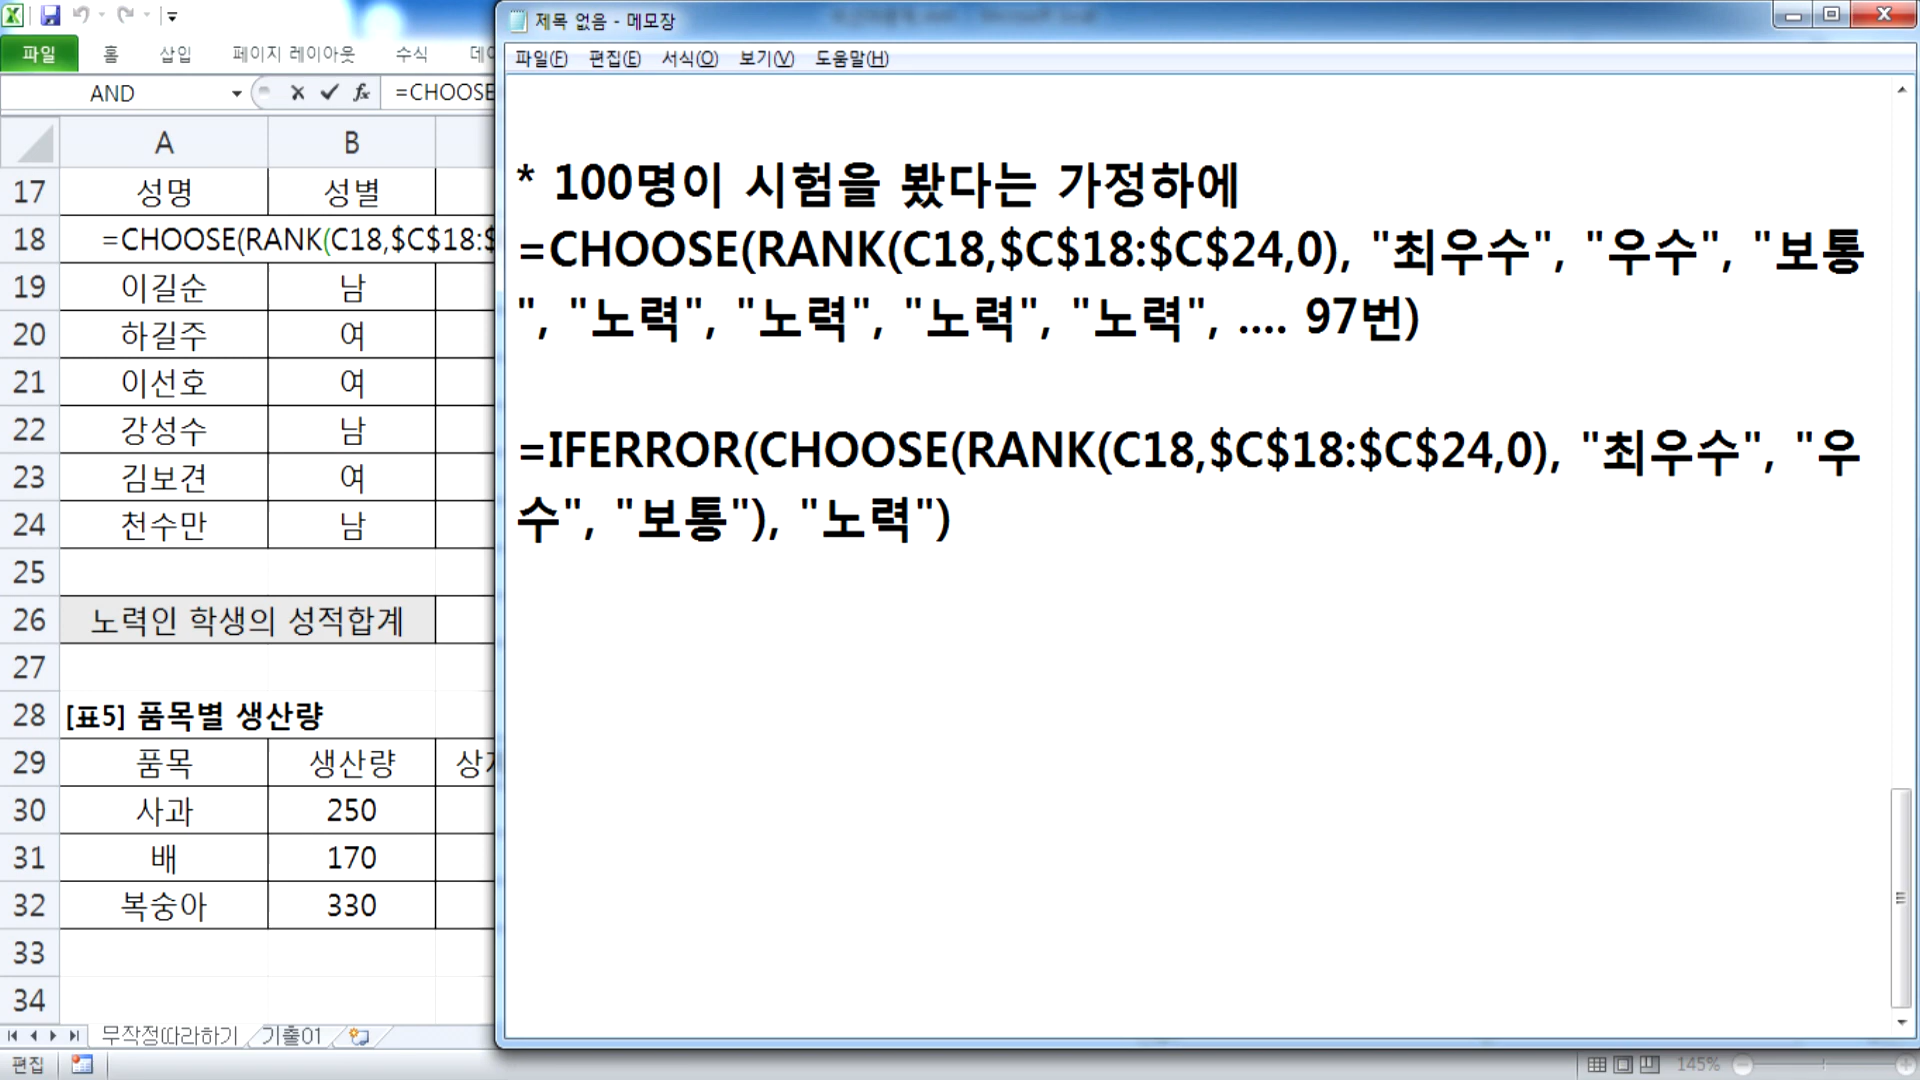 제목 없음 - 메모장
파일 홈 삽입 페이지 레이아웃 수식
파일(F) 편집(E) 서식(O) 보기(V) 도움말(H)
AND fx =CHOOSE
A B
17 성명 성별
18 =CHOOSE(RANK(C18,$C$18:$
19 이길순 남
20 하길주 여
21 이선호 여
22 강성수 남
23 김보견 여
24 천수만 남
25
26 노력인 학생의 성적합계
27
28 [표5] 품목별 생산량
29 품목 생산량
30 사과 250
31 배 170
32 복숭아 330
33
34
무작정따라하기 기출01
편집
* 100명이 시험을 봤다는 가정하에
=CHOOSE(RANK(C18,$C$18:$C$24,0), "최우수", "우수", "보통
", "노력", "노력", "노력", "노력", .... 97번)
=IFERROR(CHOOSE(RANK(C18,$C$18:$C$24,0), "최우수", "우
수", "보통"), "노력")
145%